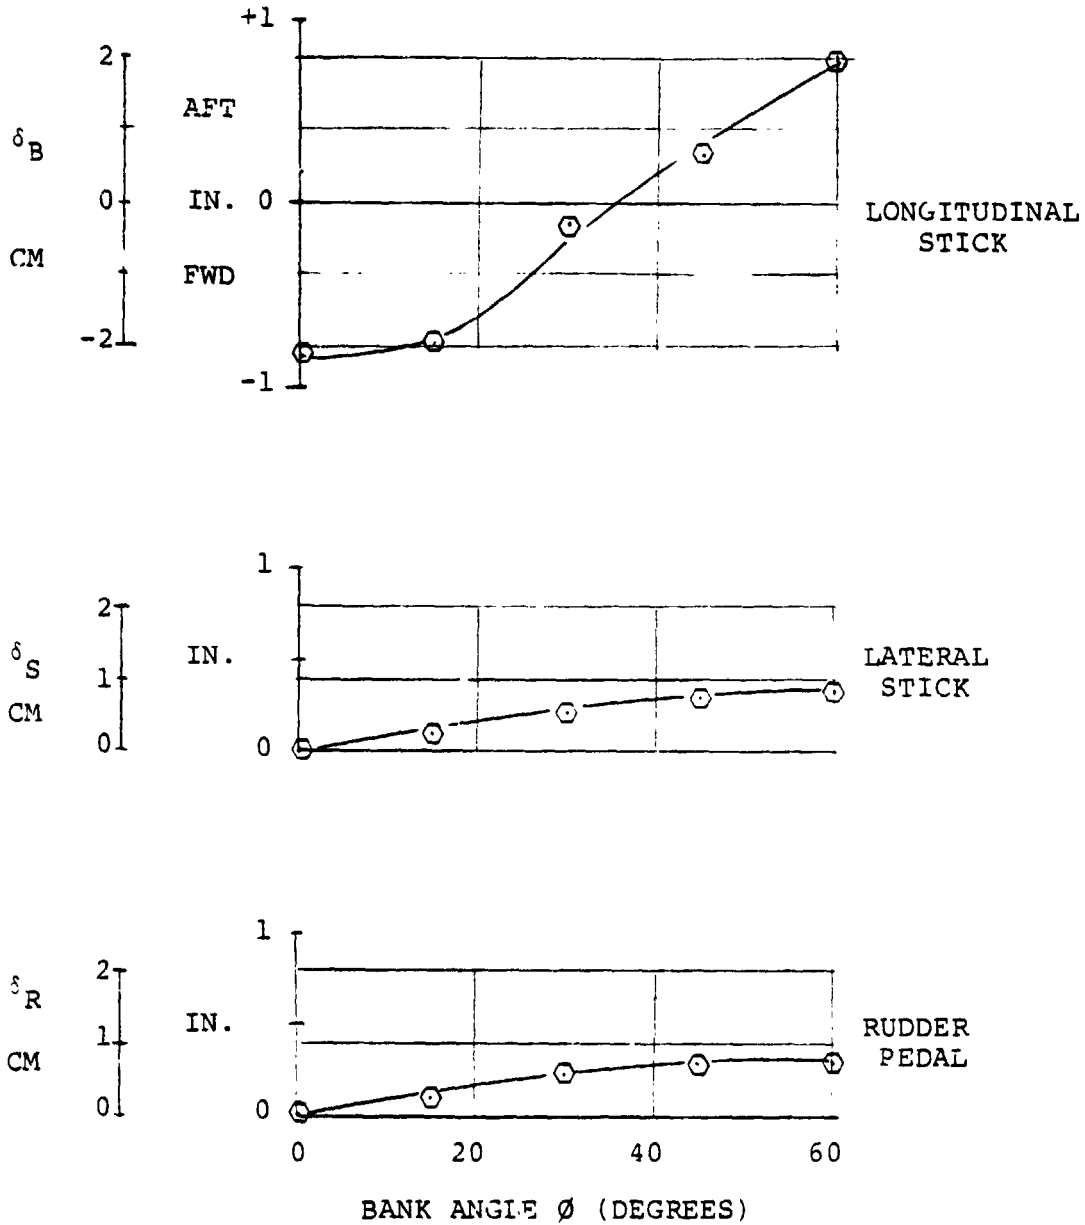 +1
2
AFT
δB
0
IN. 0
LONGITUDINAL
STICK
CM
FWD
-2
-1
1
2
δS
IN.
LATERAL
STICK
1
CM
0
0
1
2
δR
IN.
RUDDER
PEDAL
1
CM
0
0
0 20 40 60
BANK ANGLE Ø (DEGREES)